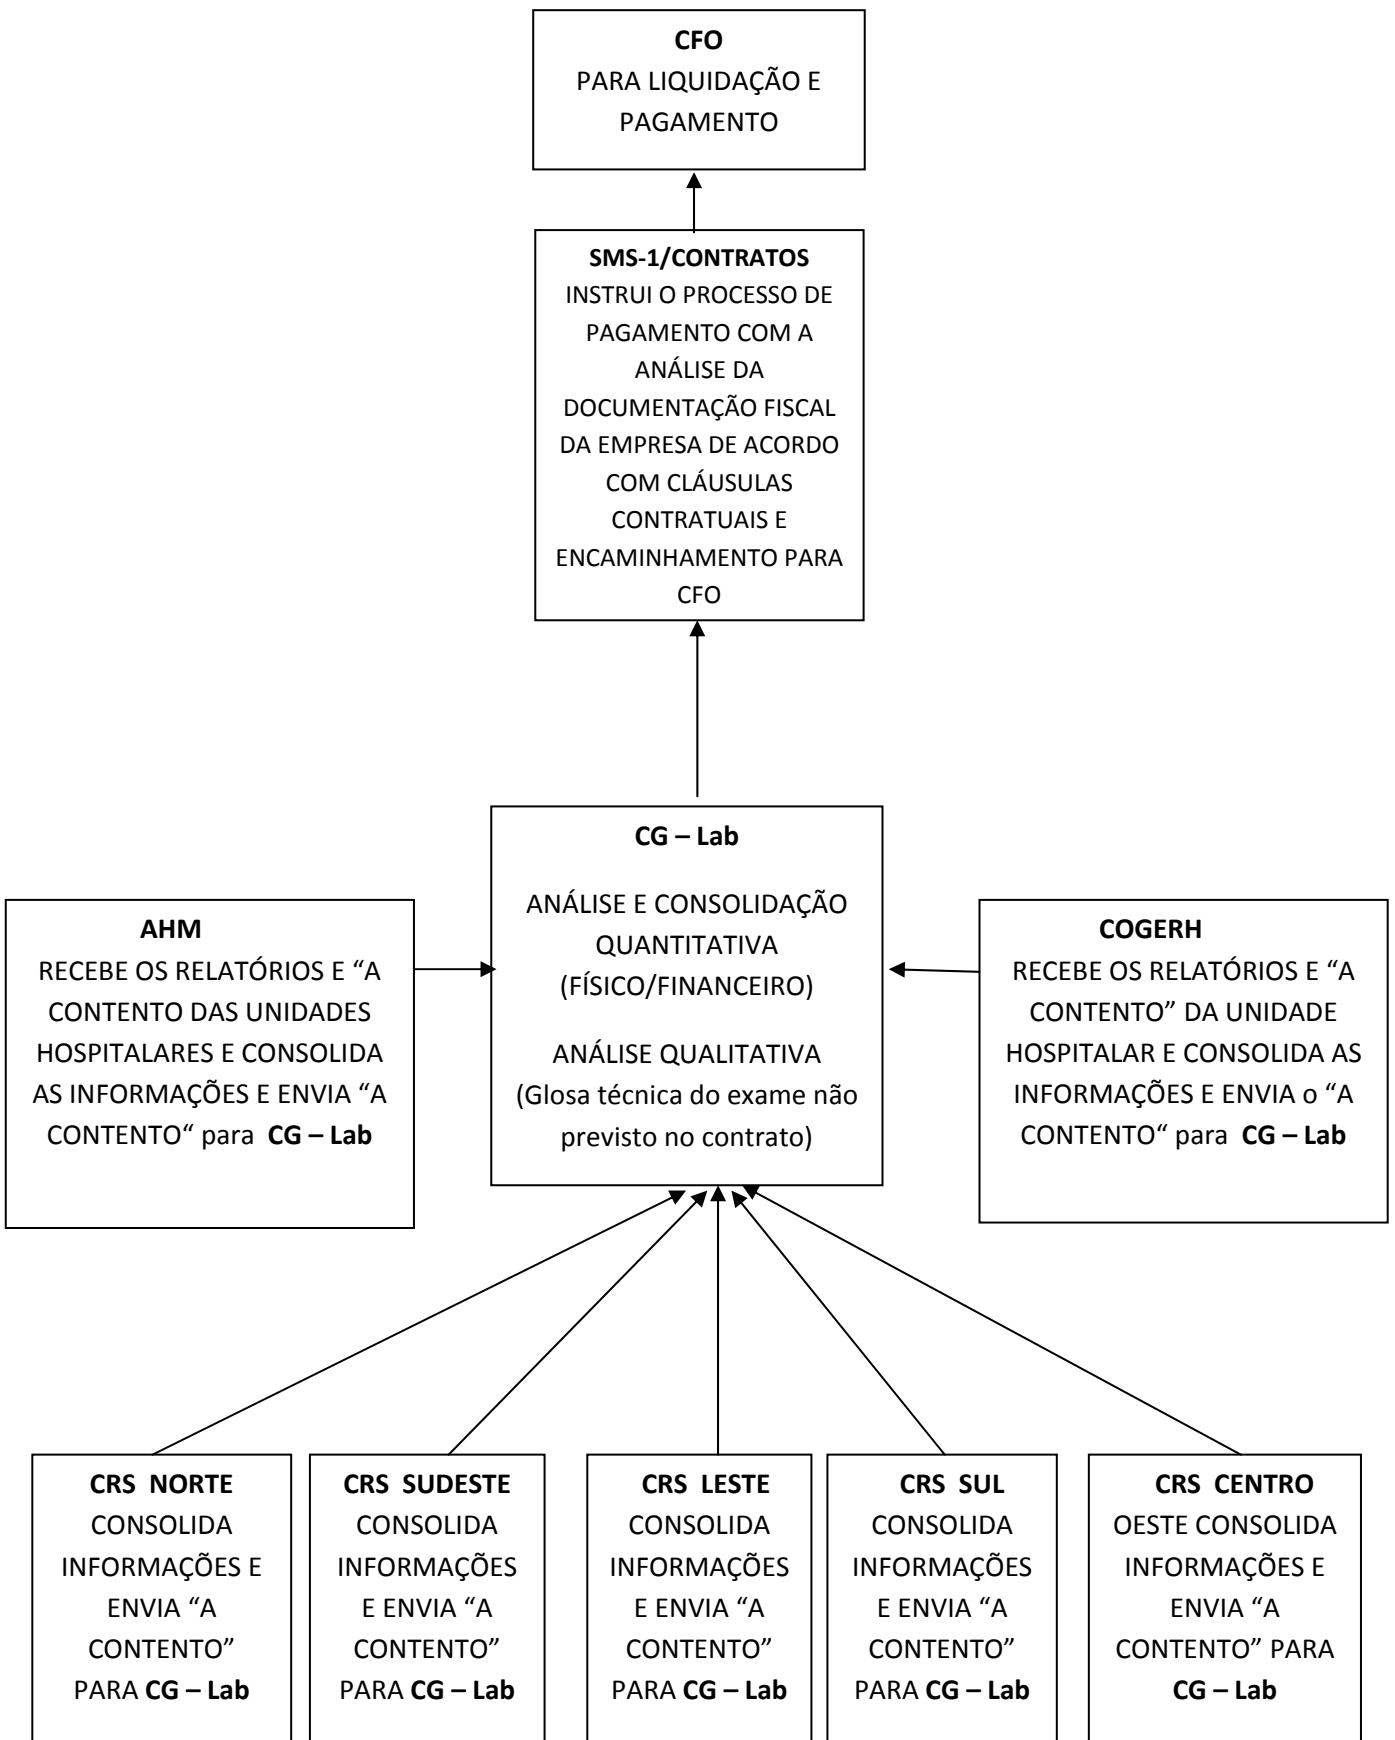 CFO
PARA LIQUIDAÇÃO E
PAGAMENTO
SMS-1/CONTRATOS
INSTRUI O PROCESSO DE
PAGAMENTO COM A
ANÁLISE DA
DOCUMENTAÇÃO FISCAL
DA EMPRESA DE ACORDO
COM CLÁUSULAS
CONTRATUAIS E
ENCAMINHAMENTO PARA
CFO
CG – Lab
ANÁLISE E CONSOLIDAÇÃO
QUANTITATIVA
(FÍSICO/FINANCEIRO)
ANÁLISE QUALITATIVA
(Glosa técnica do exame não
previsto no contrato)
AHM
RECEBE OS RELATÓRIOS E “A
CONTENTO DAS UNIDADES
HOSPITALARES E CONSOLIDA
AS INFORMAÇÕES E ENVIA “A
CONTENTO“ para CG – Lab
COGERH
RECEBE OS RELATÓRIOS E “A
CONTENTO” DA UNIDADE
HOSPITALAR E CONSOLIDA AS
INFORMAÇÕES E ENVIA o “A
CONTENTO“ para CG – Lab
CRS NORTE
CONSOLIDA
INFORMAÇÕES E
ENVIA “A
CONTENTO”
PARA CG – Lab
CRS SUDESTE
CONSOLIDA
INFORMAÇÕES
E ENVIA “A
CONTENTO”
PARA CG – Lab
CRS LESTE
CONSOLIDA
INFORMAÇÕES
E ENVIA “A
CONTENTO”
PARA CG – Lab
CRS SUL
CONSOLIDA
INFORMAÇÕES
E ENVIA “A
CONTENTO”
PARA CG – Lab
CRS CENTRO
OESTE CONSOLIDA
INFORMAÇÕES E
ENVIA “A
CONTENTO” PARA
CG – Lab